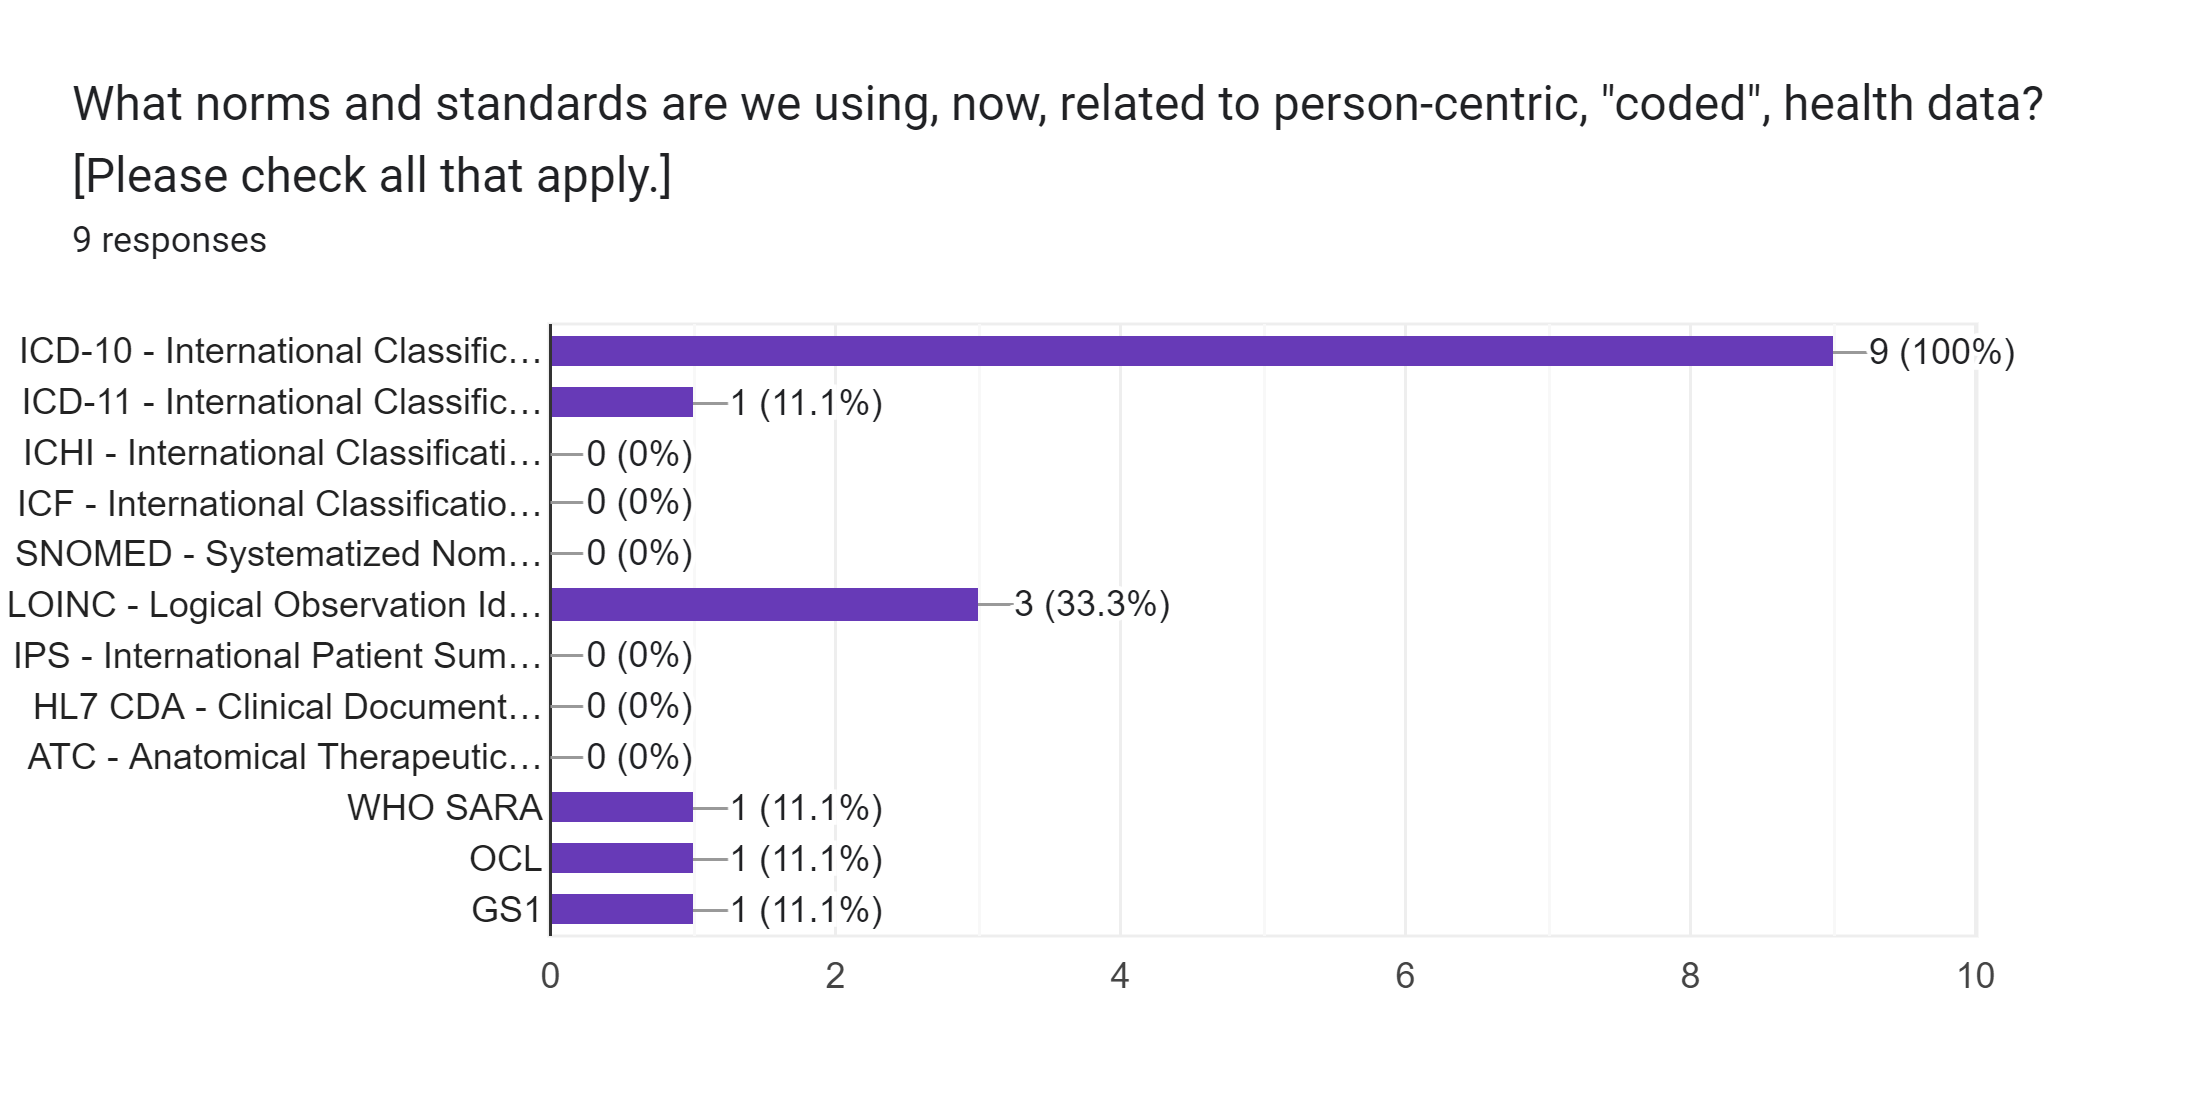 What norms and standards are we using, now, related to person-centric, "coded", health data?
[Please check all that apply.]
9 responses
ICD-10 - International Classific… 9 (100%)
ICD-11 - International Classific… 1 (11.1%)
ICHI - International Classificati… 0 (0%)
ICF - International Classificatio… 0 (0%)
SNOMED - Systematized Nom… 0 (0%)
LOINC - Logical Observation Id… 3 (33.3%)
IPS - International Patient Sum… 0 (0%)
HL7 CDA - Clinical Document… 0 (0%)
ATC - Anatomical Therapeutic… 0 (0%)
WHO SARA 1 (11.1%)
OCL 1 (11.1%)
GS1 1 (11.1%)
0 2 4 6 8 10